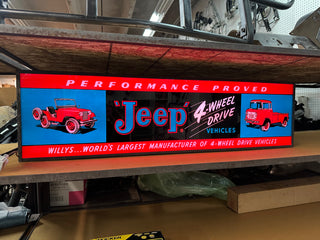 PERFORMANCE PROVED
'Jeep'
4-WHEEL
DRIVE
VEHICLES
WILLYS...WORLD'S LARGEST MANUFACTURER OF 4-WHEEL DRIVE VEHICLES